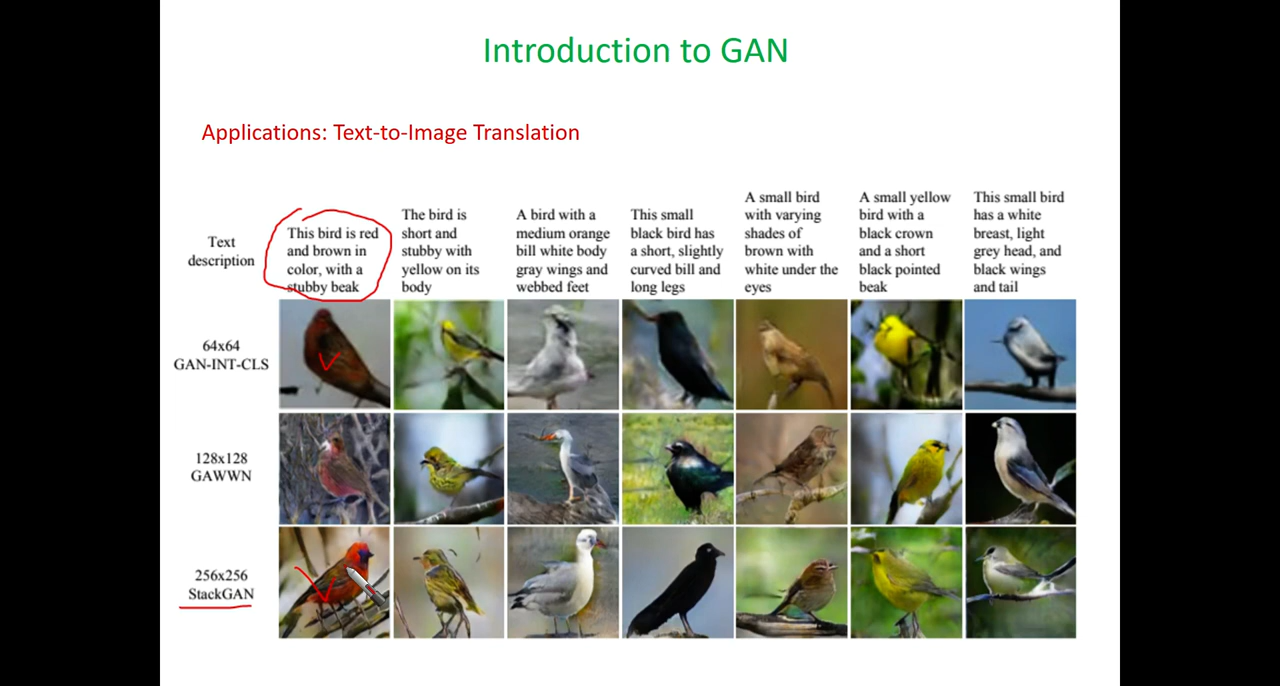 Introduction to GAN
Applications: Text-to-Image Translation
Text
description
This bird is red
and brown in
color, with a
stubby beak
The bird is
short and
stubby with
yellow on its
body
A bird with a
medium orange
bill white body
gray wings and
webbed feet
This small
black bird has
a short, slightly
curved bill and
long legs
A small bird
with varying
shades of
brown with
white under the
eyes
A small yellow
bird with a
black crown
and a short
black pointed
beak
This small bird
has a white
breast, light
grey head, and
black wings
and tail
64x64
GAN-INT-CLS
128x128
GAWWN
256x256
StackGAN